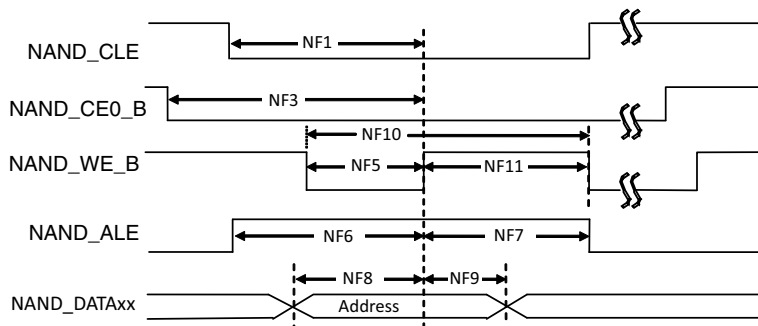 NAND_CLE
NF1
NAND_CE0_B
NF3
NF10
NAND_WE_B
NF5
NF11
NAND_ALE
NF6
NF7
NF8
NF9
NAND_DATAxx
Address